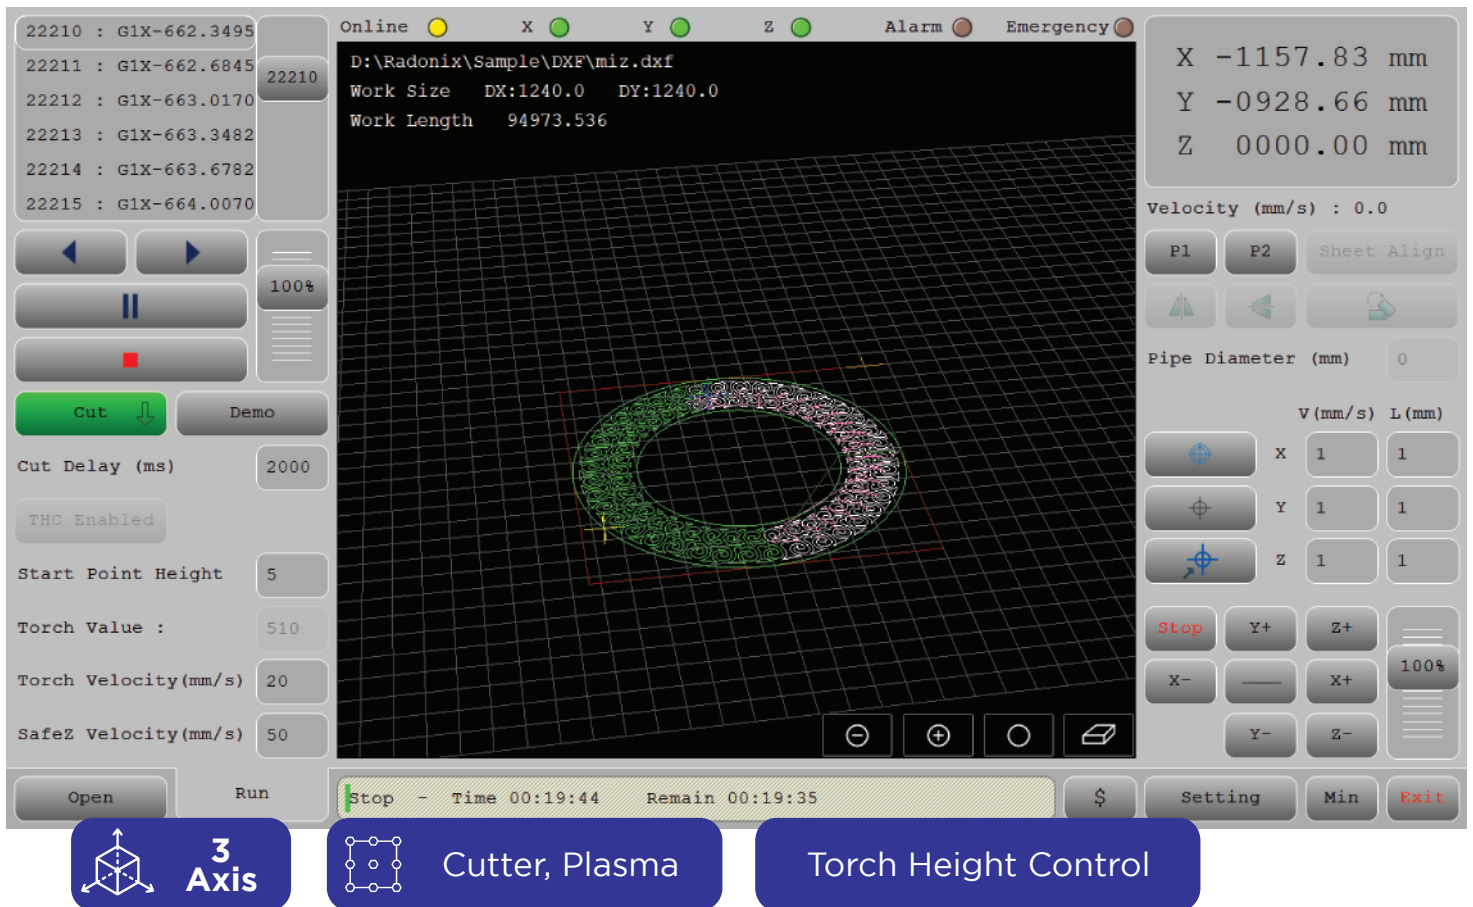 22210 : G1X-662.3495
22211 : G1X-662.6845
22212 : G1X-663.0170
22213 : G1X-663.3482
22214 : G1X-663.6782
22215 : G1X-664.0070
22210
100%
Cut
Demo
Cut Delay (ms) 2000
THC Enabled
Start Point Height 5
Torch Value : 510
Torch Velocity(mm/s) 20
SafeZ Velocity(mm/s) 50
Open
Run
Online X Y Z Alarm Emergency
D:\Radonix\Sample\DXF\miz.dxf
Work Size DX:1240.0 DY:1240.0
Work Length 94973.536
Stop - Time 00:19:44 Remain 00:19:35
X -1157.83 mm
Y -0928.66 mm
Z 0000.00 mm
Velocity (mm/s) : 0.0
P1 P2 Sheet Align
Pipe Diameter (mm) 0
V(mm/s) L(mm)
X 1 1
Y 1 1
Z 1 1
Stop Y+ Z+
X- X+
Y- Z-
100%
$ Setting Min Exit
3
Axis
Cutter, Plasma
Torch Height Control